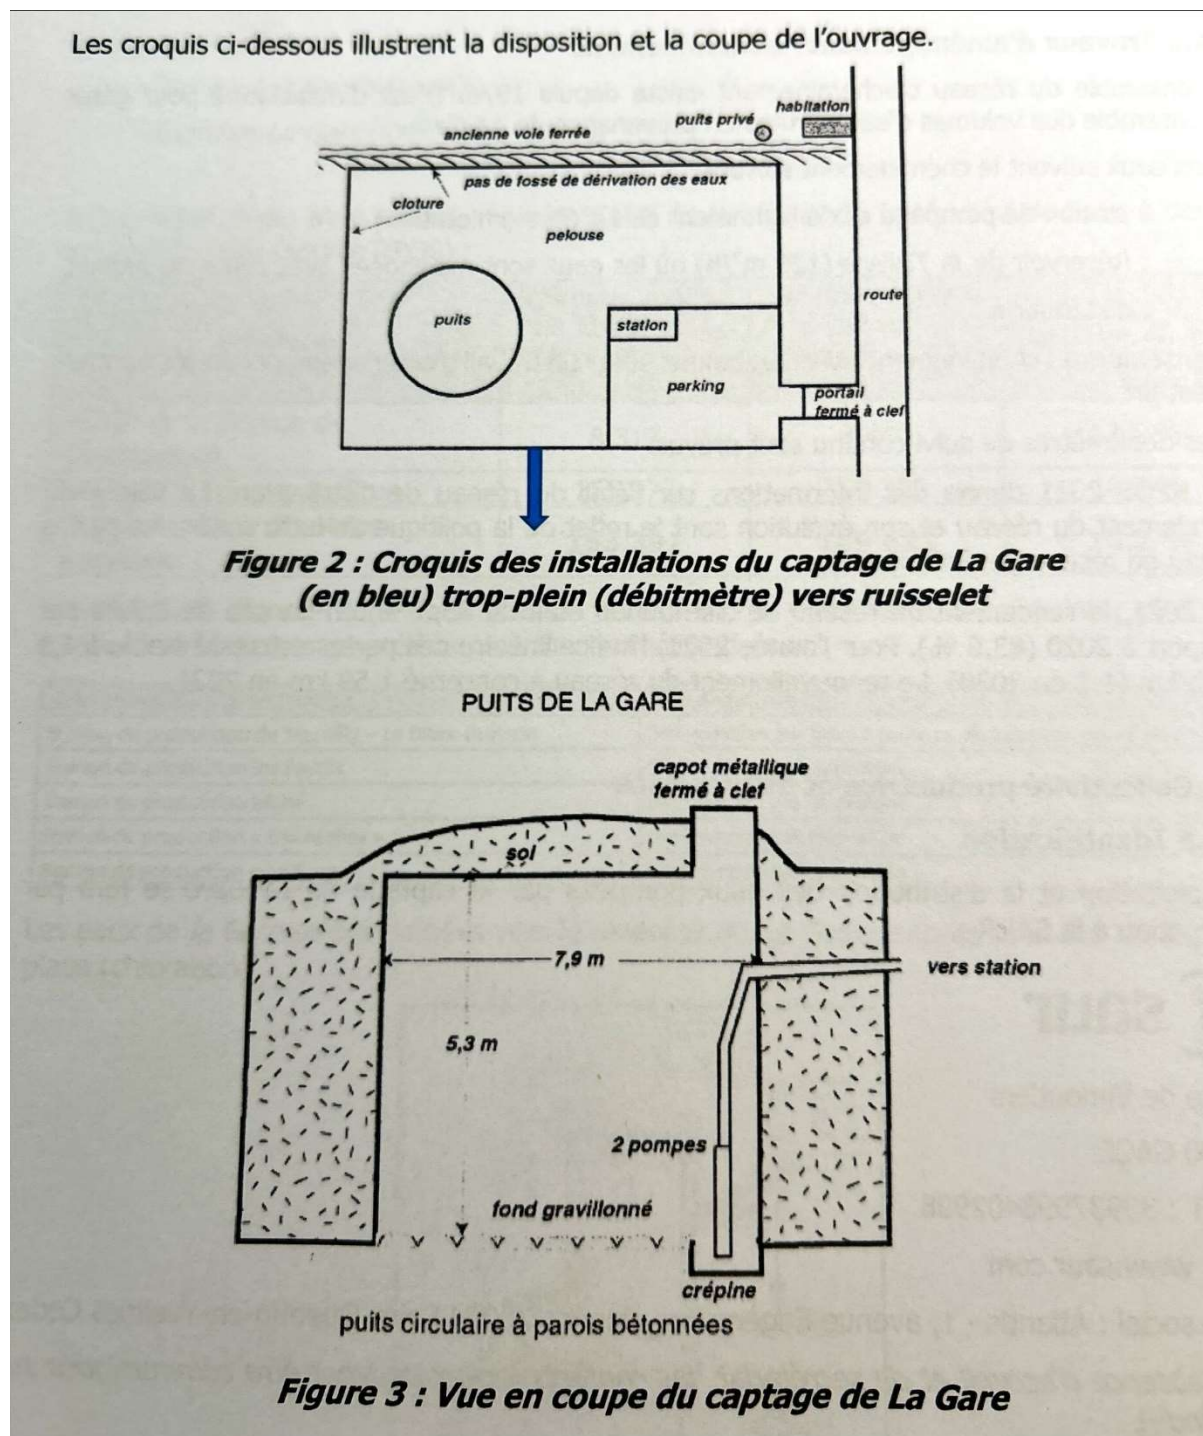 Les croquis ci-dessous illustrent la disposition et la coupe de l'ouvrage.
habitation
puits privé
ancienne voie ferrée
pas de fossé de dérivation des eaux
cloture
pelouse
route
puits
station
parking
portail
fermé à clef
Figure 2 : Croquis des installations du captage de La Gare
(en bleu) trop-plein (débitmètre) vers ruisselet
PUITS DE LA GARE
capot métallique
fermé à clef
sol
7,9 m
vers station
5,3 m
2 pompes
fond gravillonné
crépine
puits circulaire à parois bétonnées
Figure 3 : Vue en coupe du captage de La Gare